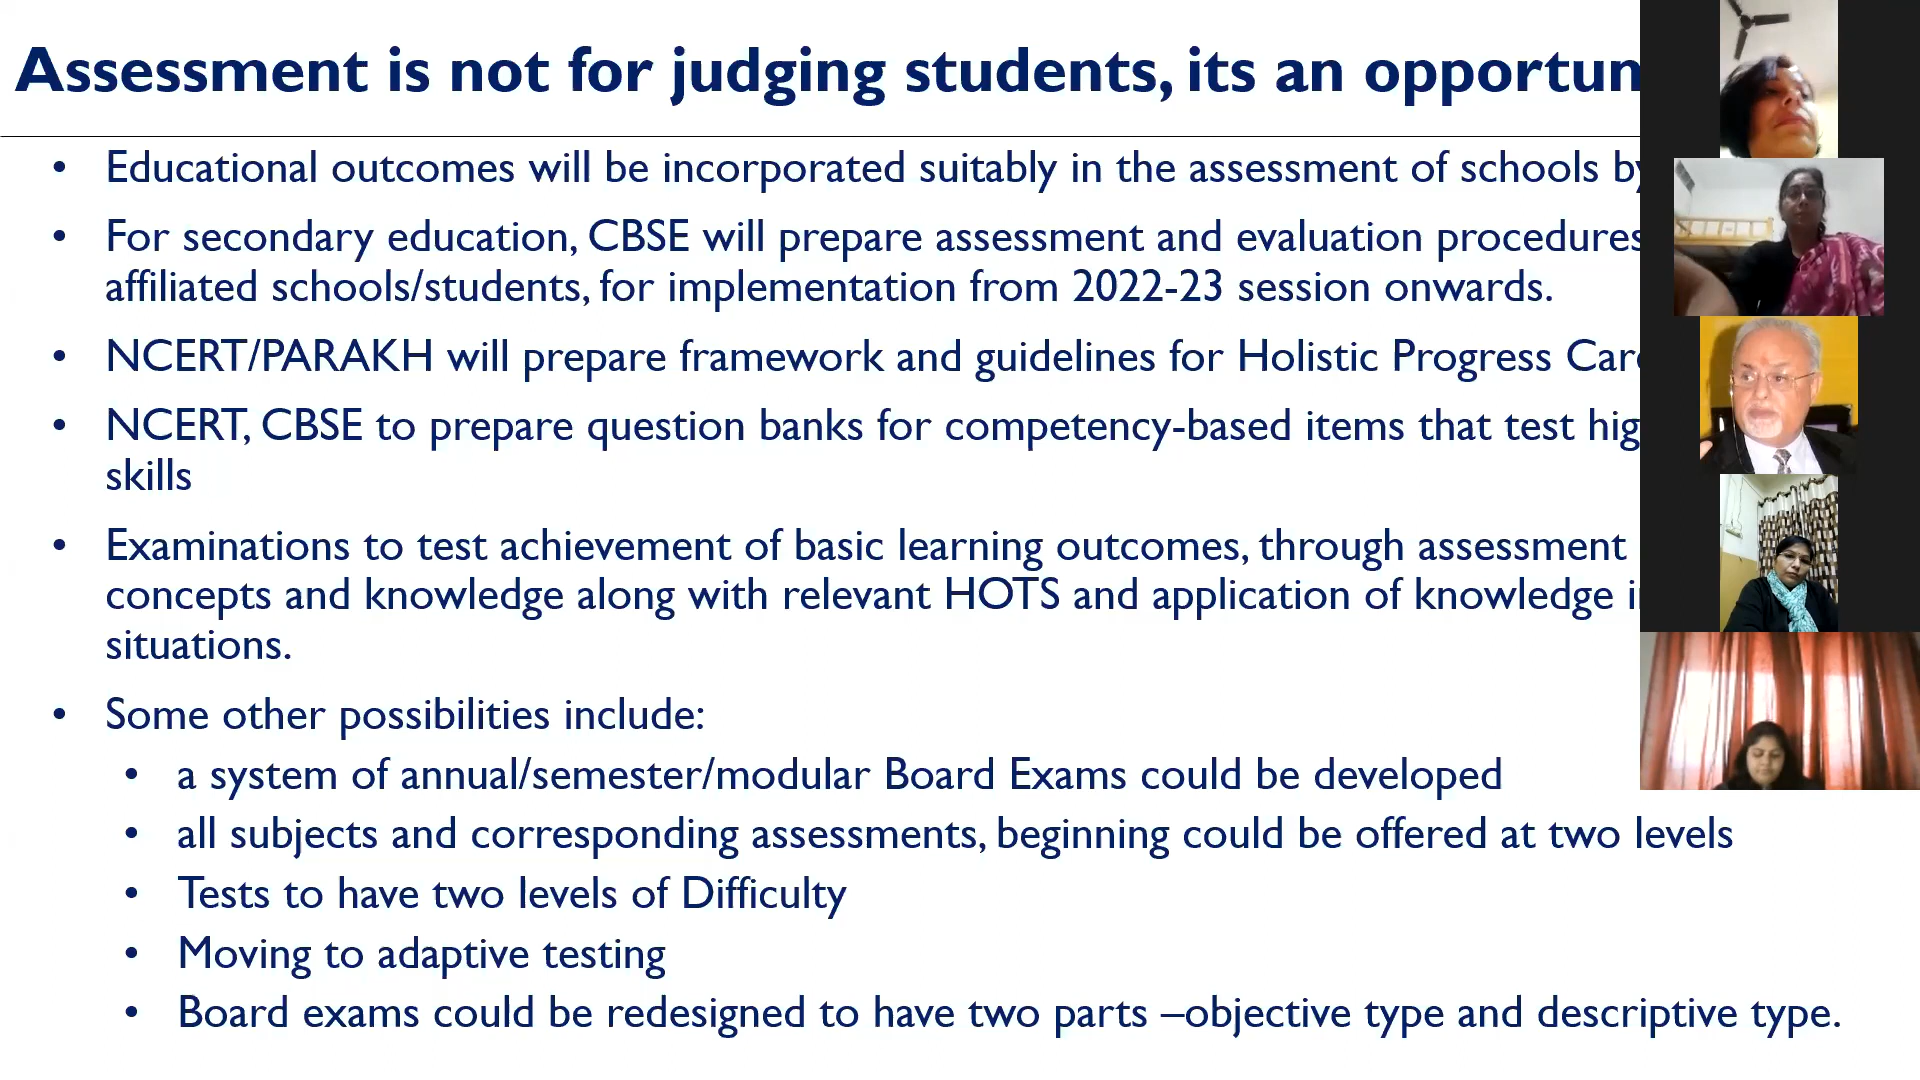 Assessment is not for judging students, its an
• Educational outcomes will be incorporated suitably in the assessment of schools
• For secondary education, CBSE will prepare assessment and evaluation procedures
affiliated schools/students, for implementation from 2022-23 session onwards.
• NCERT/PARAKH will prepare framework and guidelines for Holistic Progress
• NCERT, CBSE to prepare question banks for competency-based items that test
skills
• Examinations to test achievement of basic learning outcomes, through assessment
concepts and knowledge along with relevant HOTS and application of knowledge
situations.
• Some other possibilities include:
• a system of annual/semester/modular Board Exams could be developed
• all subjects and corresponding assessments, beginning could be offered at two levels
• Tests to have two levels of Difficulty
• Moving to adaptive testing
• Board exams could be redesigned to have two parts –objective type and descriptive type.